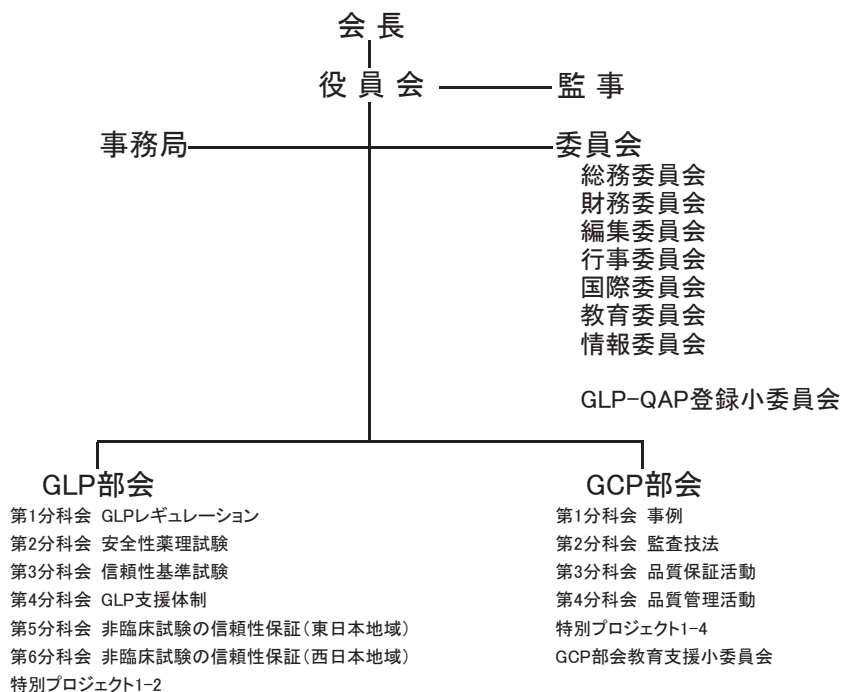 会 長
役 員 会
監 事
事務局
委員会
総務委員会
財務委員会
編集委員会
行事委員会
国際委員会
教育委員会
情報委員会
GLP-QAP登録小委員会
GLP部会
第1分科会 GLPレギュレーション
第2分科会 安全性薬理試験
第3分科会 信頼性基準試験
第4分科会 GLP支援体制
第5分科会 非臨床試験の信頼性保証（東日本地域）
第6分科会 非臨床試験の信頼性保証（西日本地域）
特別プロジェクト1-2
GCP部会
第1分科会 事例
第2分科会 監査技法
第3分科会 品質保証活動
第4分科会 品質管理活動
特別プロジェクト1-4
GCP部会教育支援小委員会